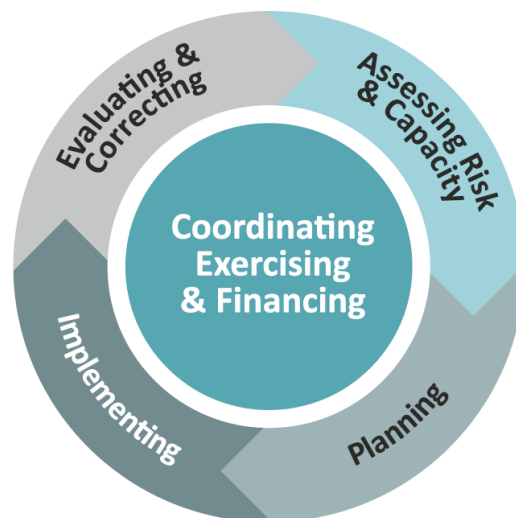 Evaluating &
Correcting
Assessing Risk
& Capacity
Coordinating
Exercising
& Financing
Implementing
Planning